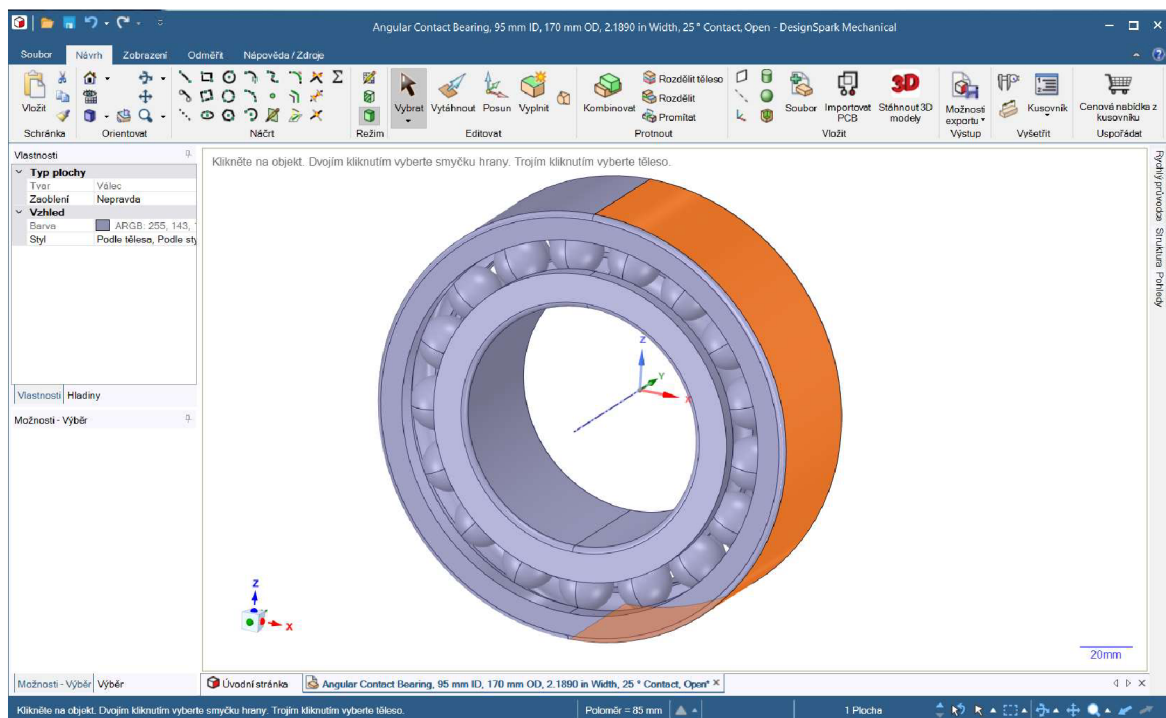 Angular Contact Bearing, 95 mm ID, 170 mm OD, 2.1890 in Width, 25 ° Contact, Open - DesignSpark Mechanical
Soubor Návrh Zobrazení Odměřit Nápověda / Zdroje
Vložit
Schránka
Orientovat
Načrt
Režim
Vybrat Vytáhnout Posun Vyplnit
Editovat
Kombinovat
Rozdělit těleso
Rozdělit
Promítat
Protnout
Soubor Importovat PCB Stáhnout 3D modely
3D
Vložit
Možnosti exportu
Výstup
Kusovník
Vyšetřit
Cenová nabídka z kusovníku
Uspořádat
Vlastnosti
Typ plochy
Tvar Válec
Zaoblení Nepravda
Vzhled
Barva ARGB: 255, 143,
Styl Podle tělesa, Podle sty
Vlastnosti Hladiny
Možnosti - Výběr
Možnosti - Výběr Výběr
Klikněte na objekt. Dvojím kliknutím vyberte smyčku hrany. Trojím kliknutím vyberte těleso.
Z
Y
X
Z
X
20mm
Rychlý průvodce Struktura Pohledy
Úvodní stránka Angular Contact Bearing, 95 mm ID, 170 mm OD, 2.1890 in Width, 25 ° Contact, Open*
Klikněte na objekt. Dvojím kliknutím vyberte smyčku hrany. Trojím kliknutím vyberte těleso. Poloměr = 85 mm 1 Plocha